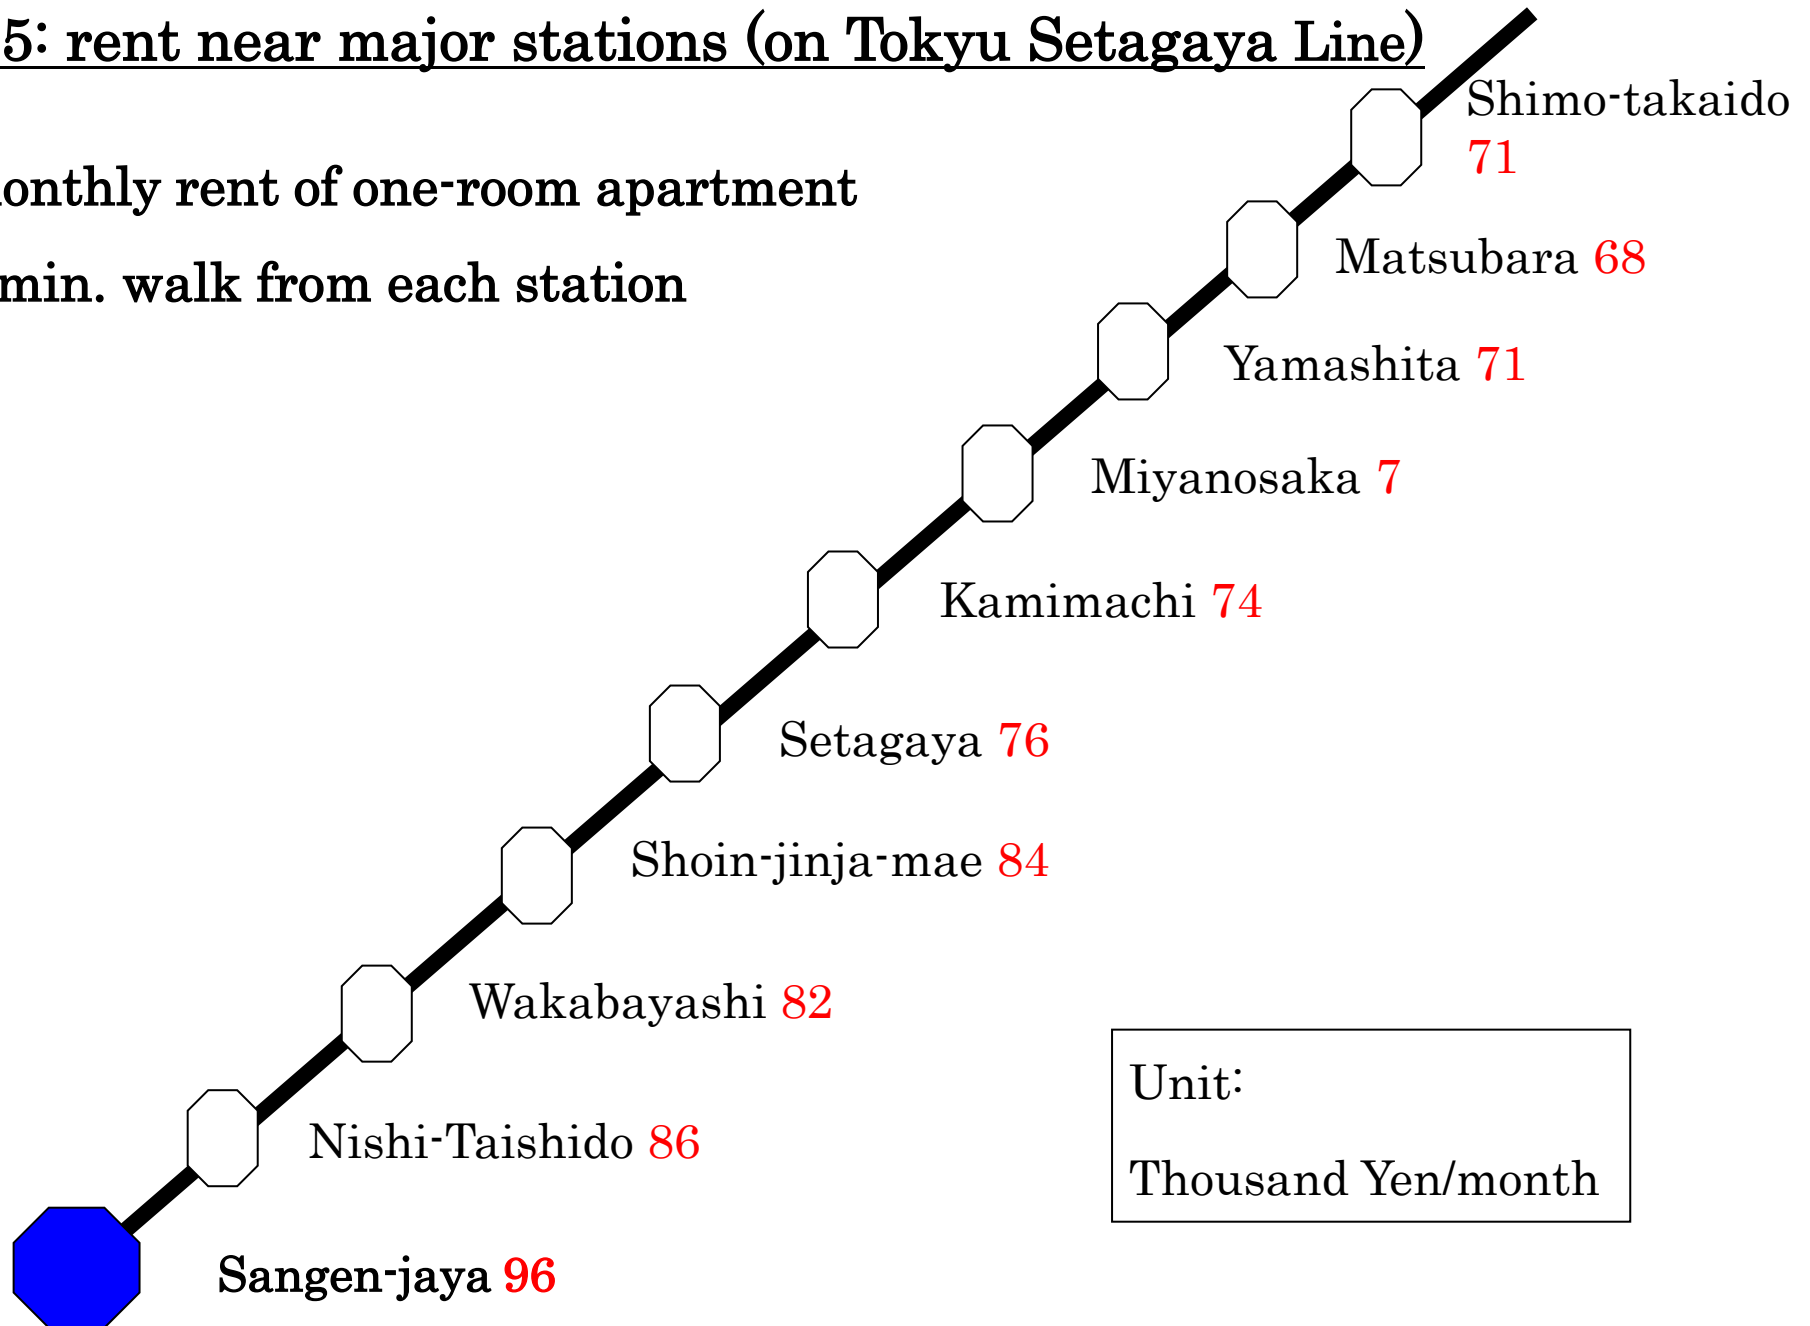 5: rent near major stations (on Tokyu Setagaya Line)
Shimo-takaido
71
onthly rent of one-room apartment
Matsubara 68
min. walk from each station
Yamashita 71
Miyanosaka 7
Kamimachi 74
Setagaya 76
Shoin-jinja-mae 84
Wakabayashi 82
Nishi-Taishido 86
Sangen-jaya 96
Unit:
Thousand Yen/month